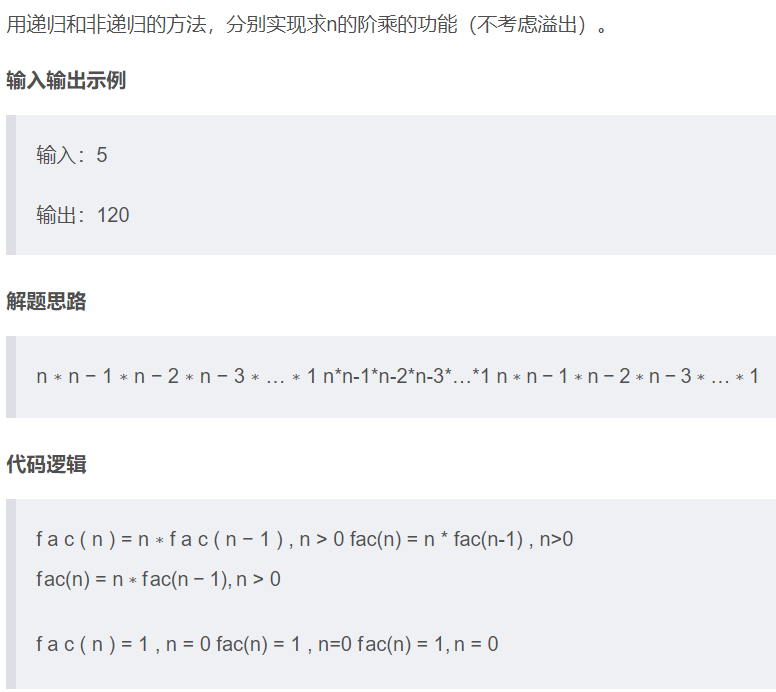 用递归和非递归的方法，分别实现求n的阶乘的功能（不考虑溢出）。
输入输出示例
输入：5
输出：120
解题思路
n ∗ n − 1 ∗ n − 2 ∗ n − 3 ∗ … ∗ 1 n*n-1*n-2*n-3*…*1 n ∗ n − 1 ∗ n − 2 ∗ n − 3 ∗ … ∗ 1
代码逻辑
f a c ( n ) = n ∗ f a c ( n − 1 ) , n > 0 fac(n) = n * fac(n-1) , n>0
fac(n) = n ∗ fac(n − 1), n > 0
f a c ( n ) = 1 , n = 0 fac(n) = 1 , n=0 fac(n) = 1, n = 0